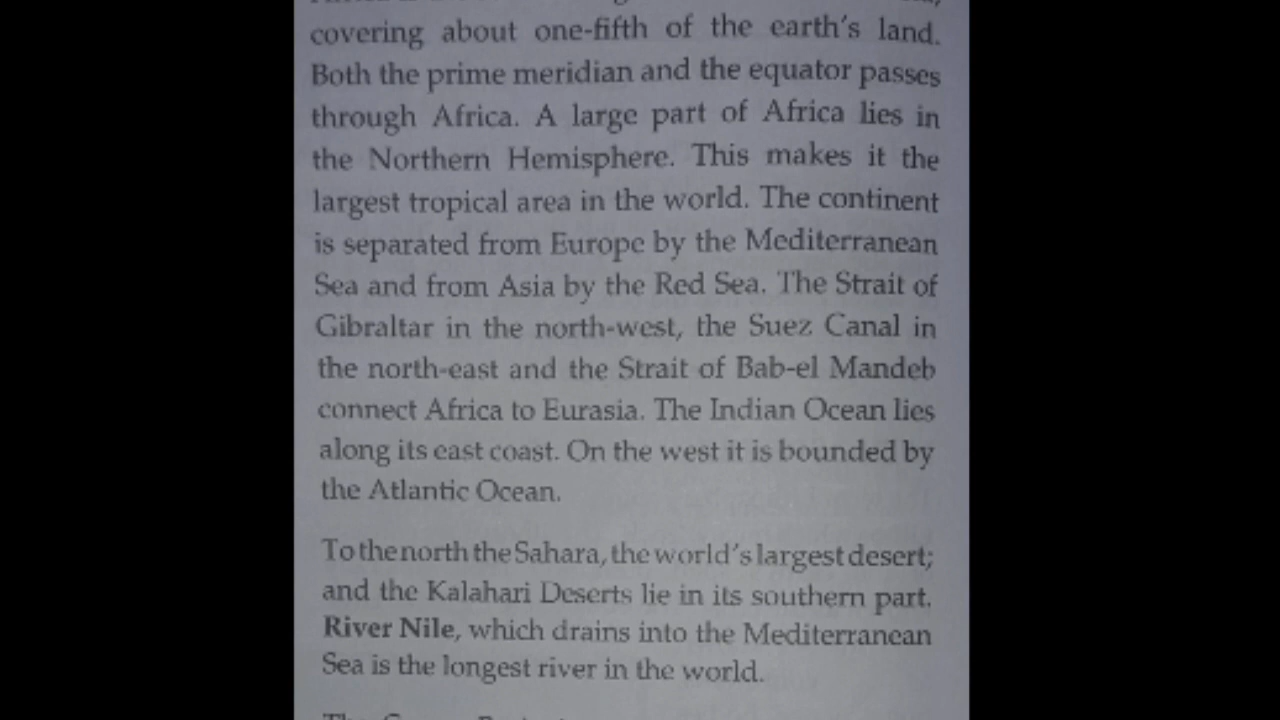 covering about one-fifth of the earth's land.
Both the prime meridian and the equator passes
through Africa. A large part of Africa lies in
the Northern Hemisphere. This makes it the
largest tropical area in the world. The continent
is separated from Europe by the Mediterranean
Sea and from Asia by the Red Sea. The Strait of
Gibraltar in the north-west, the Suez Canal in
the north-east and the Strait of Bab-el Mandeb
connect Africa to Eurasia. The Indian Ocean lies
along its east coast. On the west it is bounded by
the Atlantic Ocean.
To the north the Sahara, the world's largest desert;
and the Kalahari Deserts lie in its southern part.
River Nile, which drains into the Mediterranean
Sea is the longest river in the world.